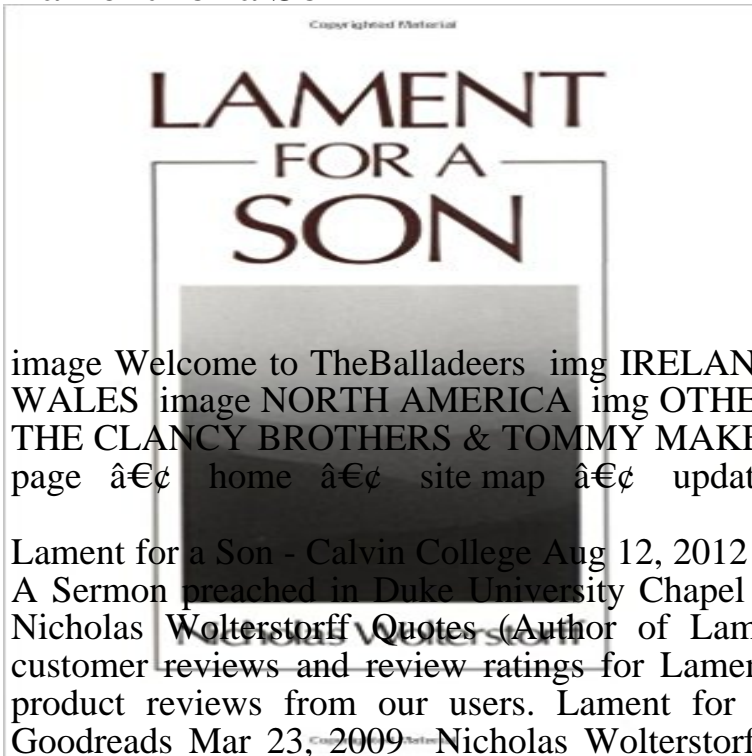 Copyrighted Material
LAMENT
FOR A
SON
image Welcome to TheBalladeers img IRELAN
WALES image NORTH AMERICA img OTHE
THE CLANCY BROTHERS & TOMMY MAKE
page • home • site map • updat
Lament for a Son - Calvin College Aug 12, 2012
A Sermon preached in Duke University Chapel
Nicholas Wolterstorff Quotes (Author of Lam
Nicholas Wolterstorff
customer reviews and review ratings for Lamen
product reviews from our users. Lament for
Goodreads Mar 23, 2009 Nicholas Wolterstor
Copyrighted Material